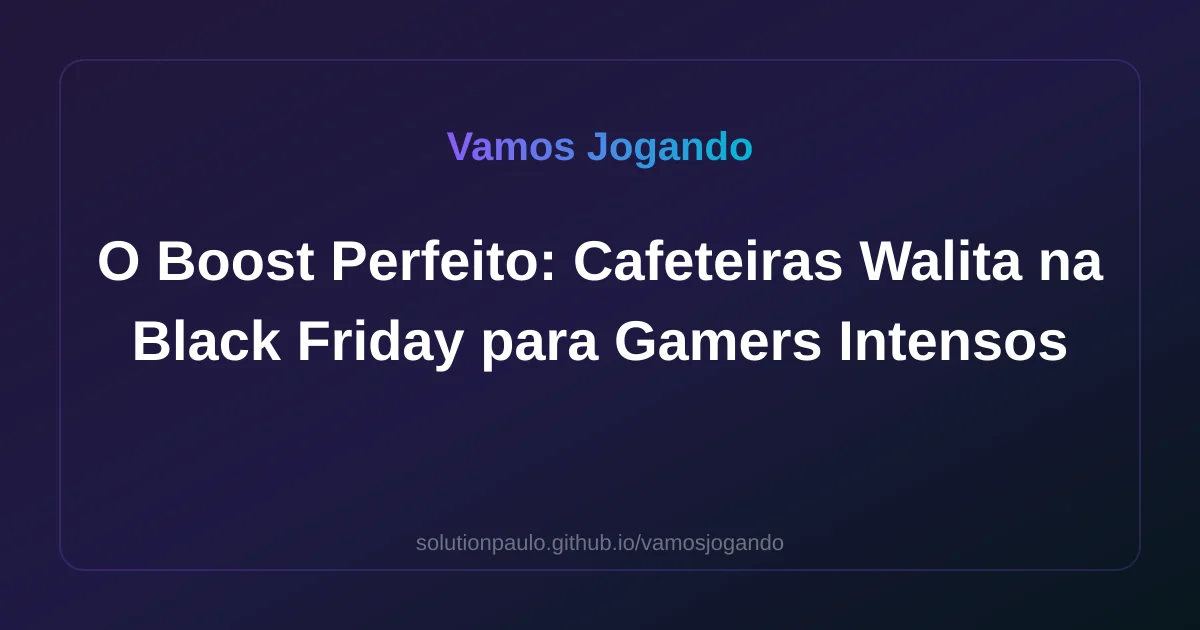 Vamos Jogando
O Boost Perfeito: Cafeteiras Walita na
Black Friday para Gamers Intensos
solutionpaulo.github.io/vamosjogando